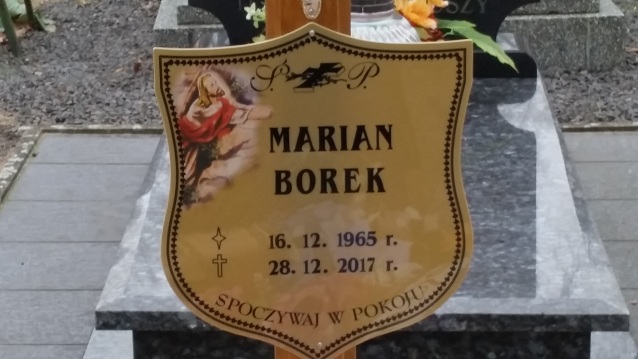 Ś. P.
MARIAN
BOREK
16. 12. 1965 r.
28. 12. 2017 r.
SPOCZYWAJ W POKOJU